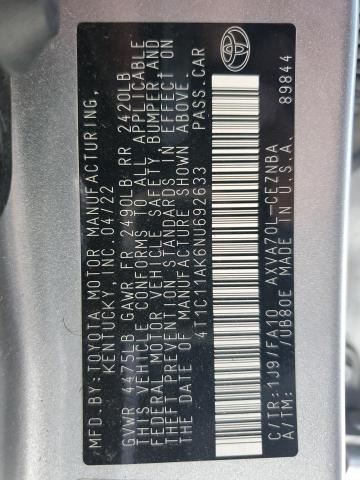 MFD.BY:TOYOTA MOTOR MANUFACTURING,
KENTUCKY, INC. 04/22
GVWR 4475LB GAWR FR 2490LB RR 2420LB
THIS VEHICLE CONFORMS TO ALL APPLICABLE
FEDERAL MOTOR VEHICLE SAFETY BUMPER, AND
THEFT PREVENTION STANDARDS IN EFFECT ON
THE DATE OF MANUFACTURE SHOWN ABOVE.
4T1C11AK6NU692633 PASS.CAR
C/TR:1J9/FA10 AXVA70L-CEZNBA
A/TM: /UB80E MADE IN U.S.A. 89844